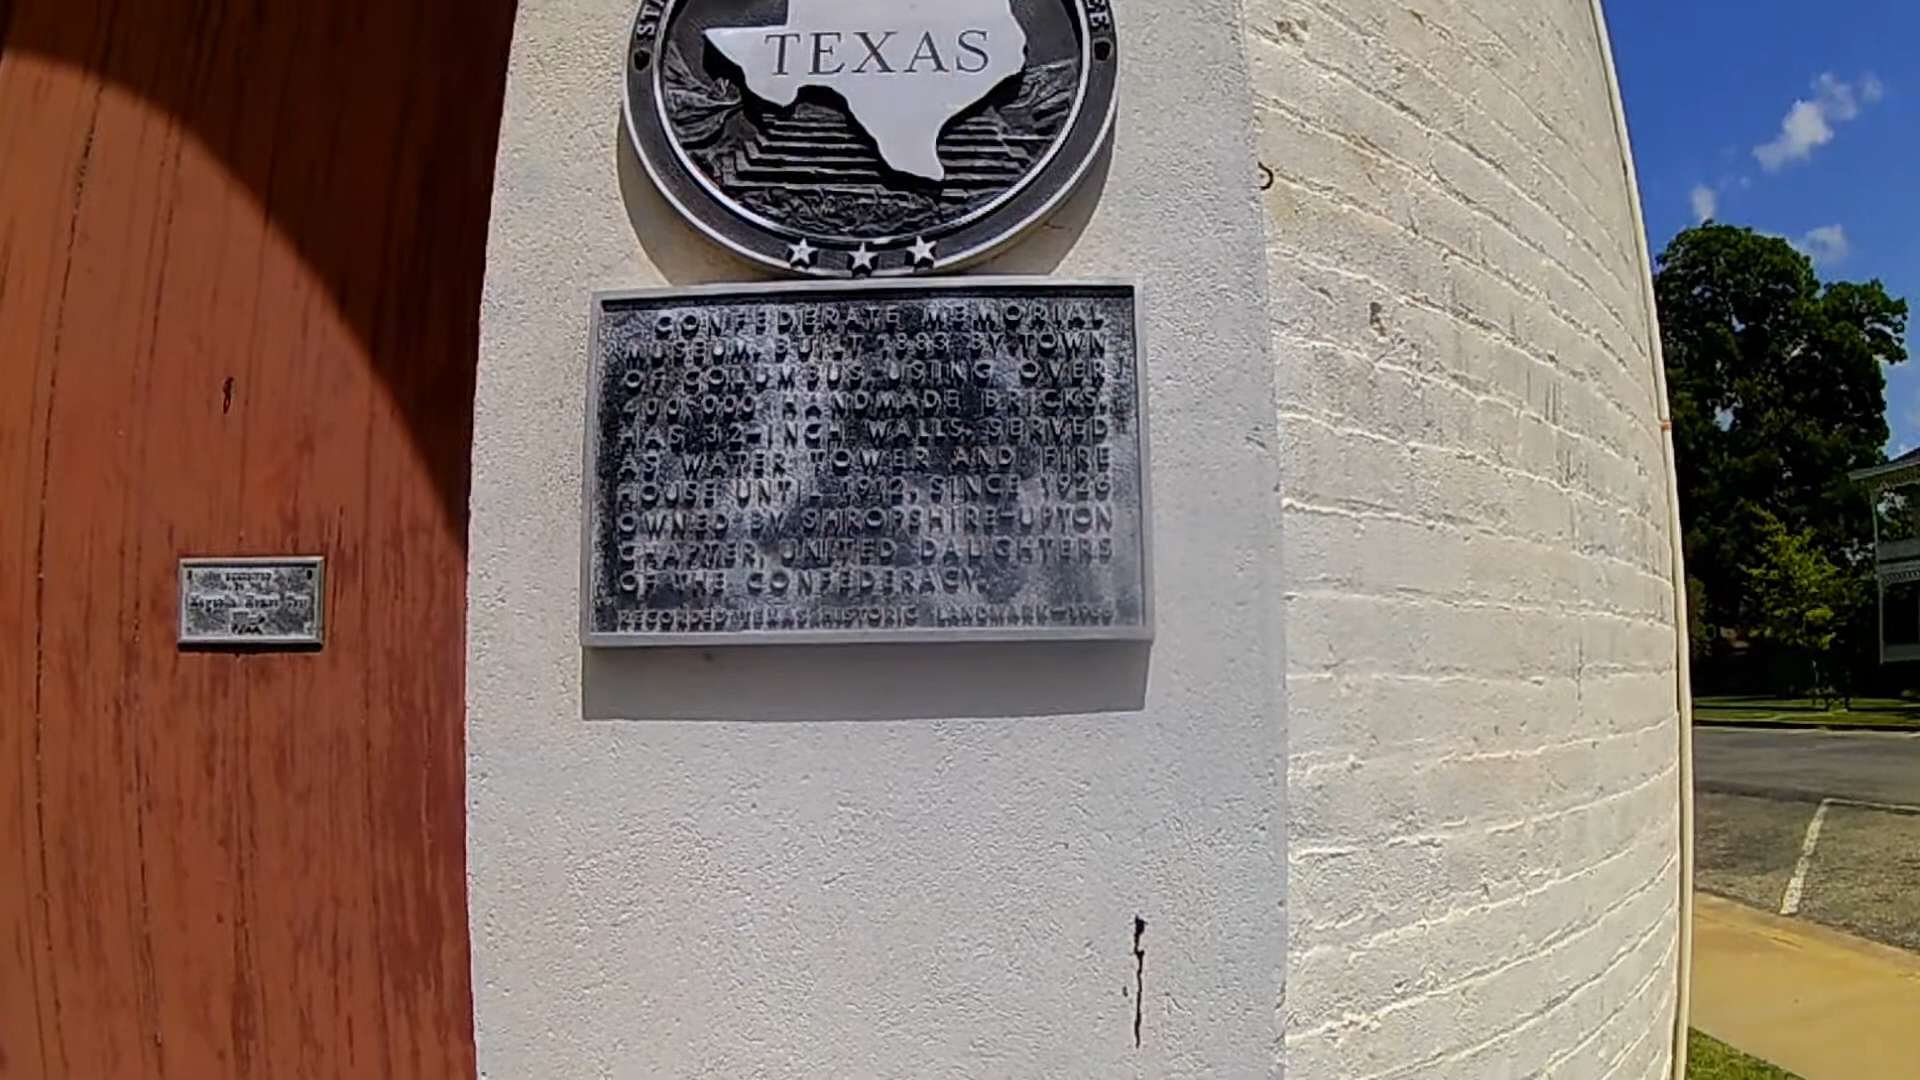 TEXAS
CONFEDERATE MEMORIAL
MUSEUM. BUILT 1883 BY TOWN
OF COLUMBUS, USING OVER
400,000 HANDMADE BRICKS.
HAS 32-INCH WALLS. SERVED
AS WATER TOWER AND FIRE
HOUSE UNTIL 1912. SINCE 1926
OWNED BY SHROPSHIRE-UPTON
CHAPTER, UNITED DAUGHTERS
OF THE CONFEDERACY.
RECORDED TEXAS HISTORIC LANDMARK-